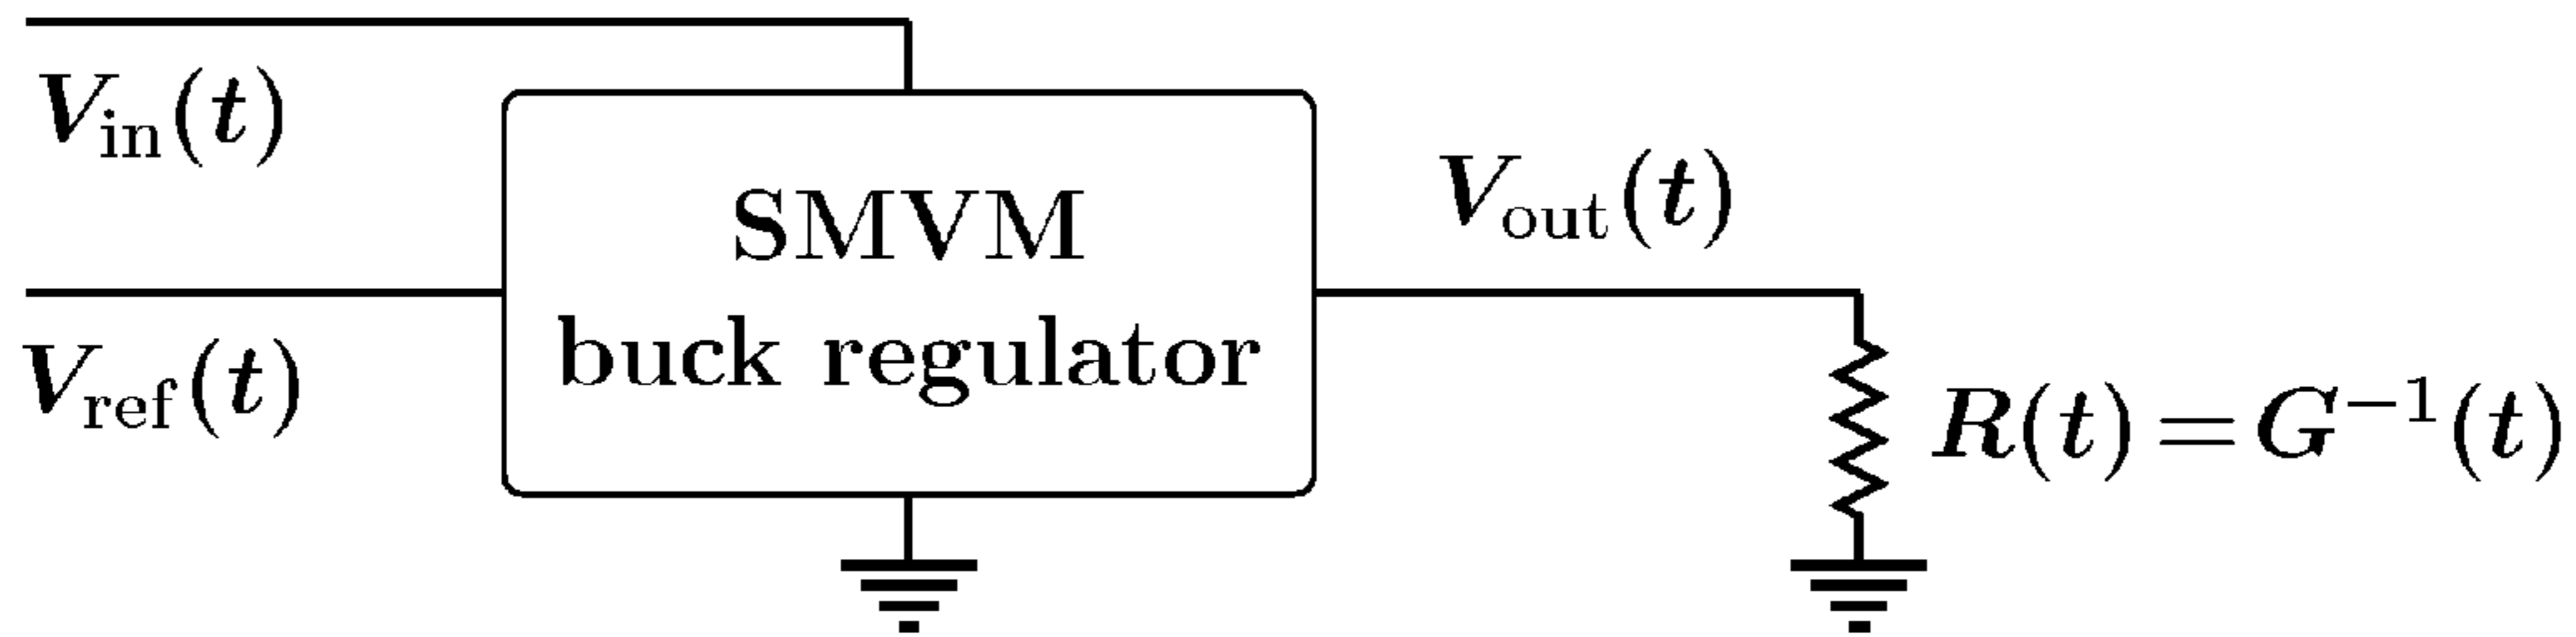 V_in(t)
SMVM
buck regulator
V_out(t)
V_ref(t)
R(t) = G^{-1}(t)